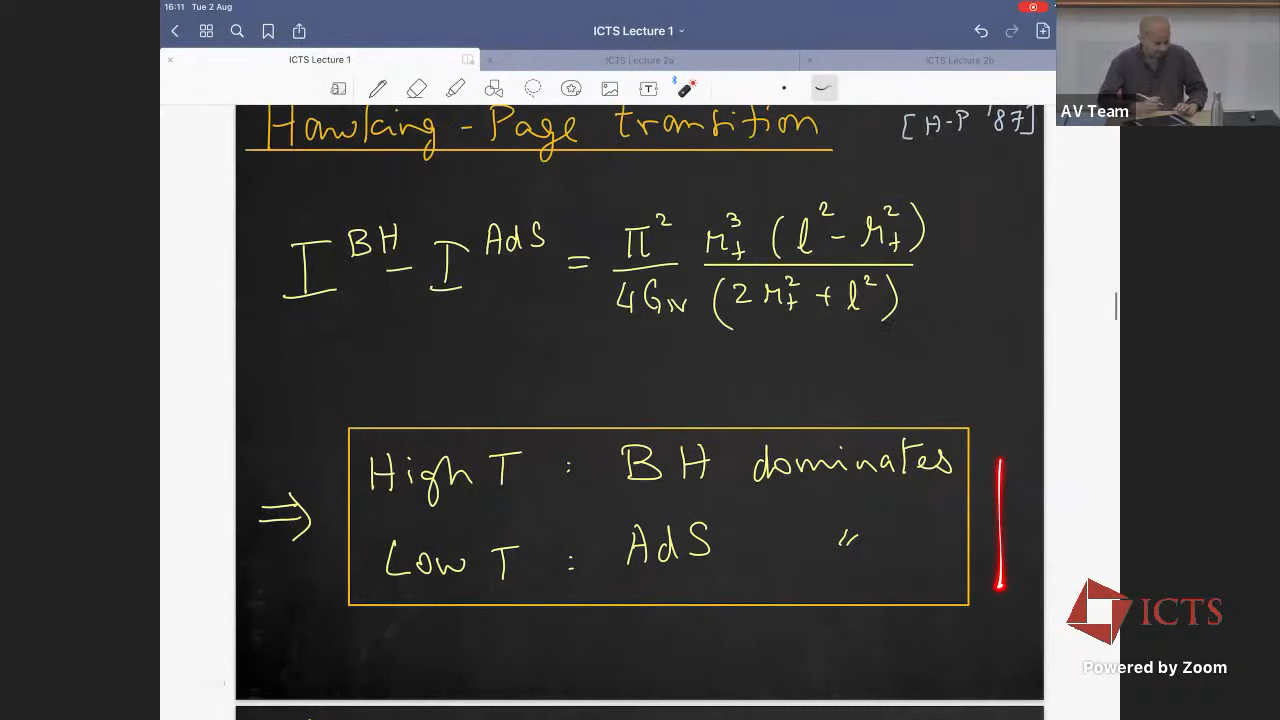 16:11 Tue 2 Aug
ICTS Lecture 1
ICTS Lecture 1
ICTS Lecture 2a
ICTS Lecture 2b
AV Team
Hawking - Page transition [H-P '87]
I^{BH} - I^{AdS} = \frac{π^2}{4G_N} \frac{r_+^3 (l^2 - r_+^2)}{(2r_+^2 + l^2)}
⇒ High T : BH dominates
Low T : AdS "
ICTS
Powered by Zoom